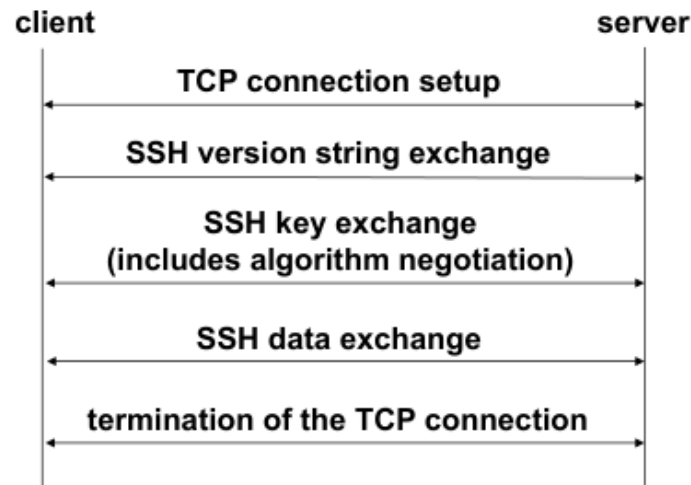 client
server
TCP connection setup
SSH version string exchange
SSH key exchange
(includes algorithm negotiation)
SSH data exchange
termination of the TCP connection